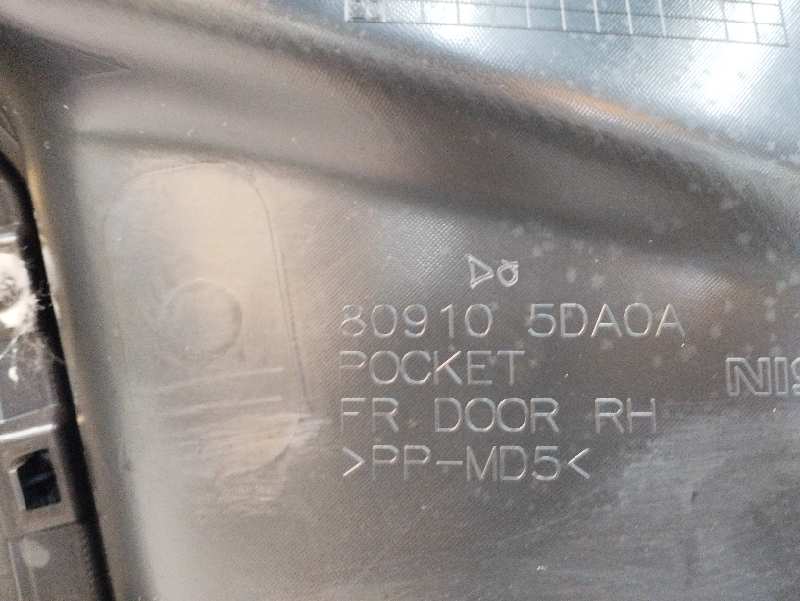 80910 5DA0A
POCKET
FR DOOR RH
>PP-MD5<